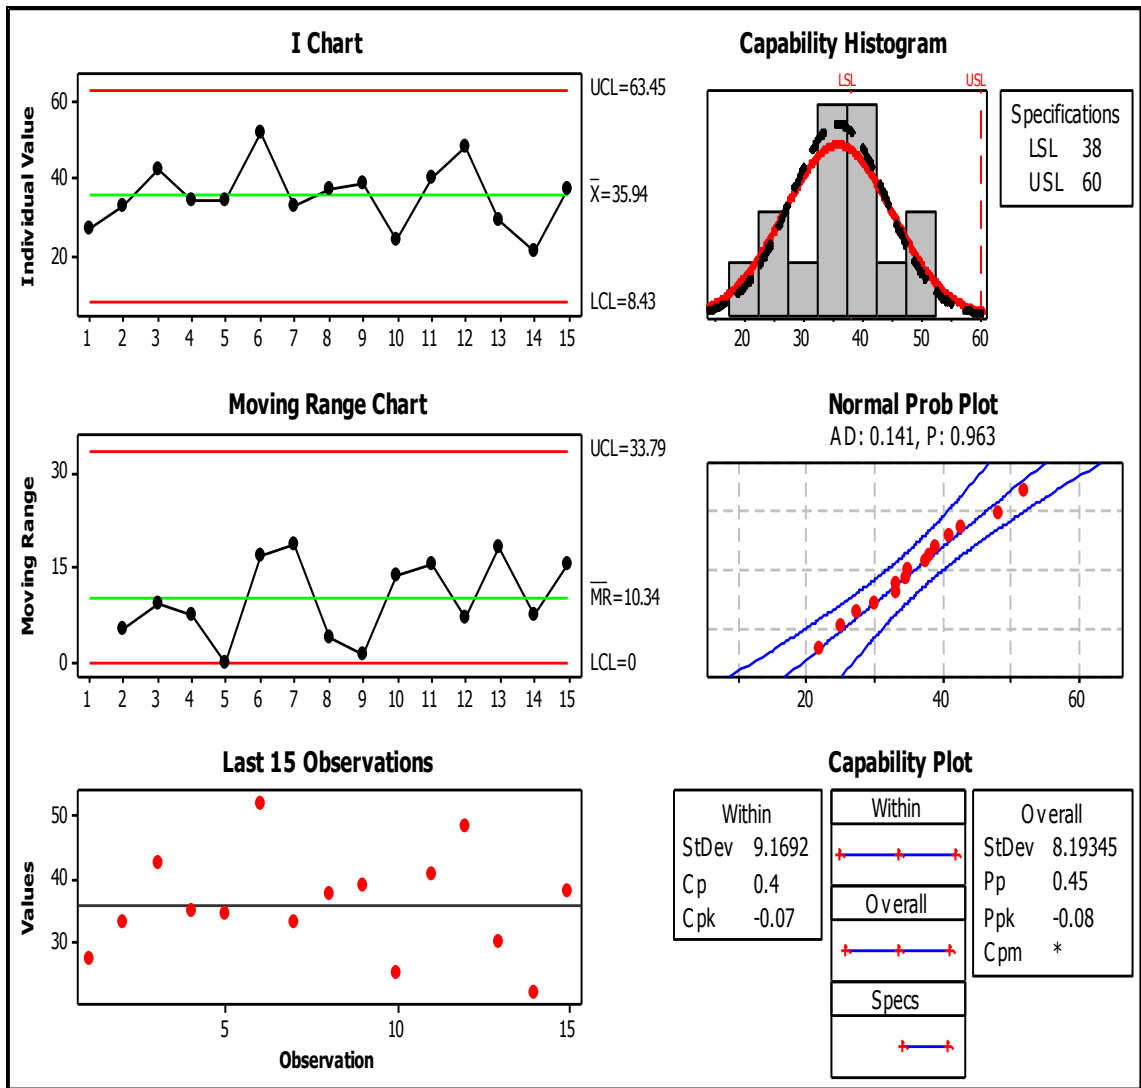 I Chart
Individual Value
60
40
20
UCL=63.45
X=35.94
LCL=8.43
1 2 3 4 5 6 7 8 9 10 11 12 13 14 15
Capability Histogram
LSL USL
20 30 40 50 60
Specifications
LSL 38
USL 60
Moving Range Chart
Moving Range
30
15
0
UCL=33.79
MR=10.34
LCL=0
1 2 3 4 5 6 7 8 9 10 11 12 13 14 15
Normal Prob Plot
AD: 0.141, P: 0.963
20 40 60
Last 15 Observations
Values
50
40
30
5 10 15
Observation
Capability Plot
Within
StDev 9.1692
Cp 0.4
Cpk -0.07
Within
Overall
Specs
Overall
StDev 8.19345
Pp 0.45
Ppk -0.08
Cpm *